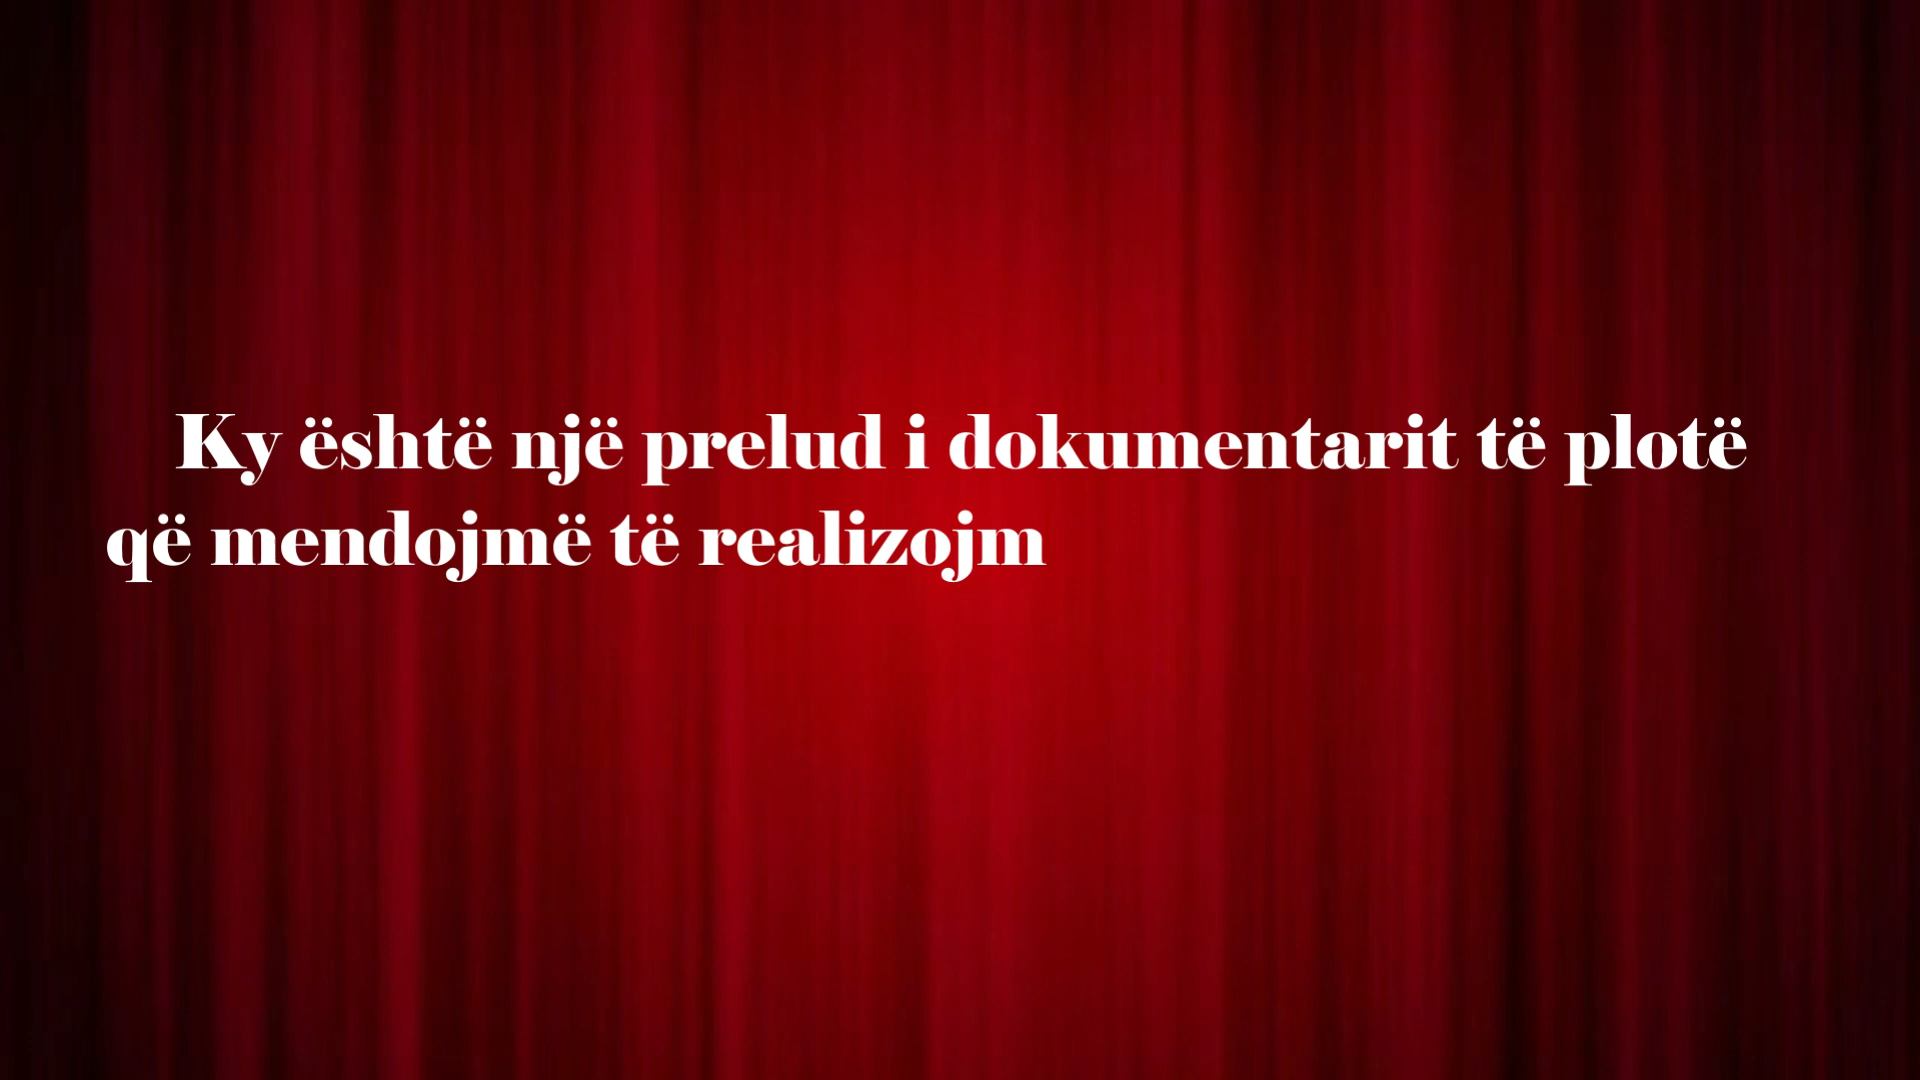 Ky është një prelud i dokumentarit të plotë
që mendojmë të realizojm